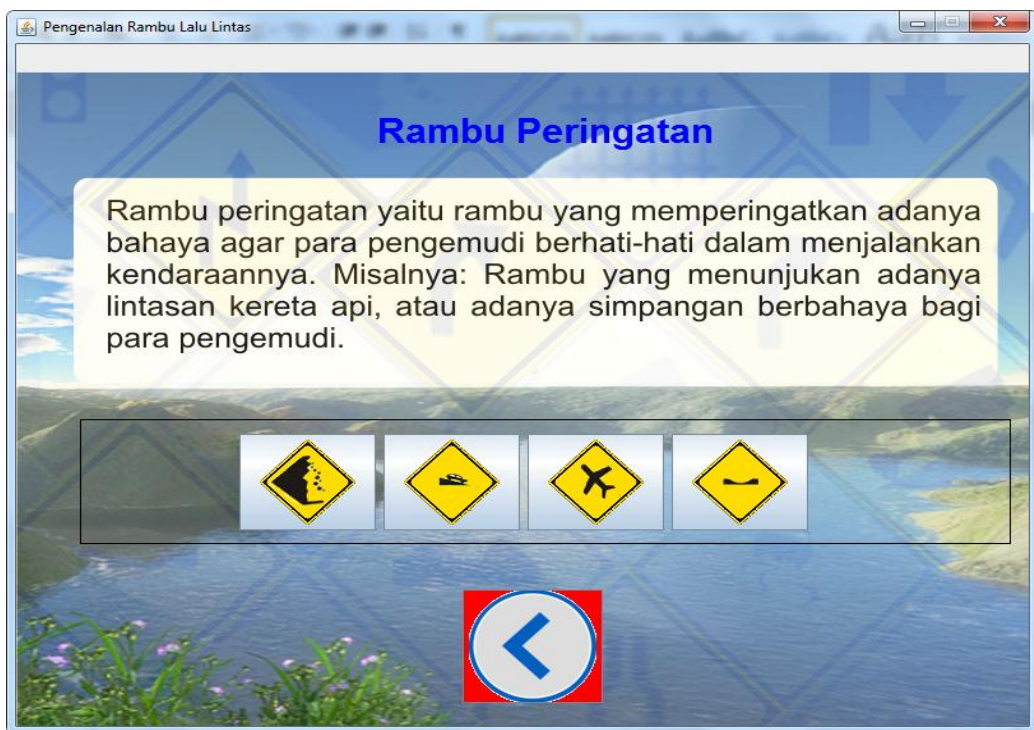 Pengenalan Rambu Lalu Lintas
Rambu Peringatan
Rambu peringatan yaitu rambu yang memperingatkan adanya
bahaya agar para pengemudi berhati-hati dalam menjalankan
kendaraannya. Misalnya: Rambu yang menunjukan adanya
lintasan kereta api, atau adanya simpangan berbahaya bagi
para pengemudi.